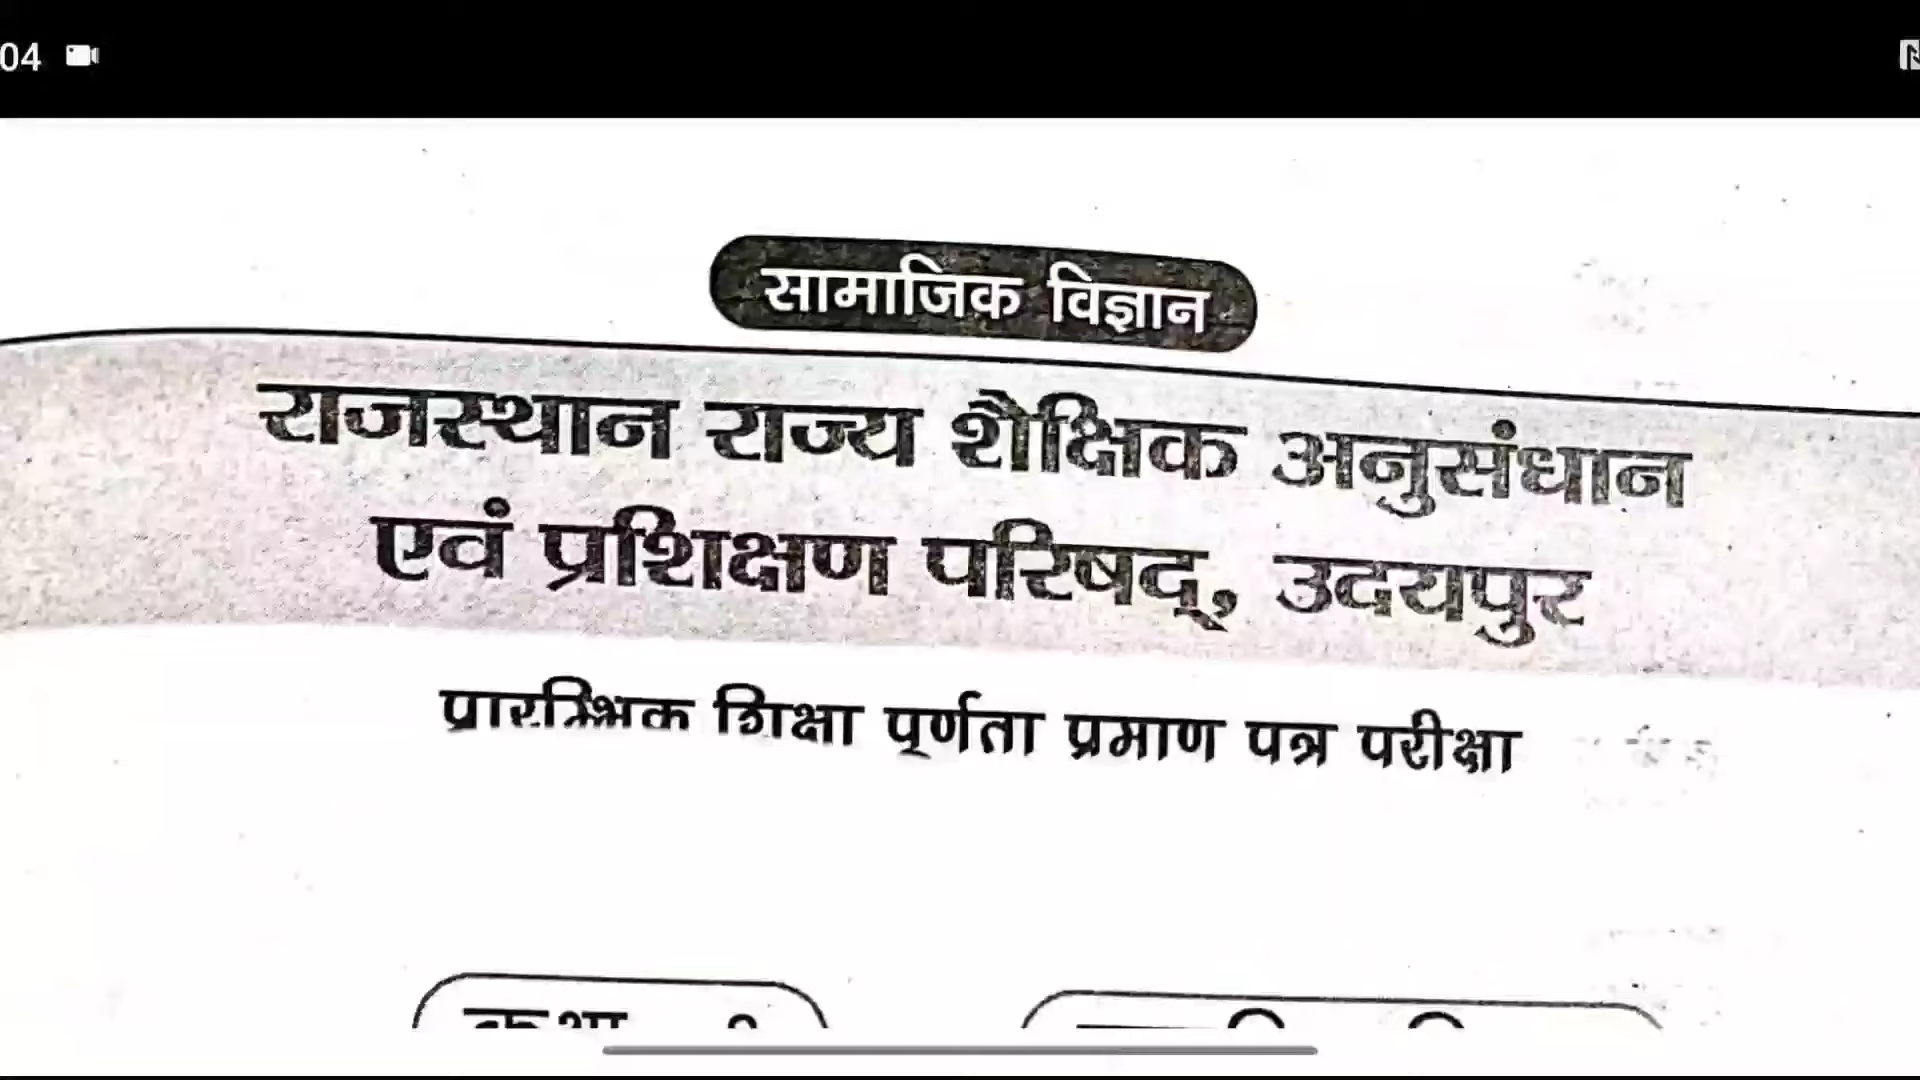 04
सामाजिक विज्ञान
राजस्थान राज्य शैक्षिक अनुसंधान
एवं प्रशिक्षण परिषद्, उदयपुर
प्रारम्भिक शिक्षा पूर्णता प्रमाण पत्र परीक्षा